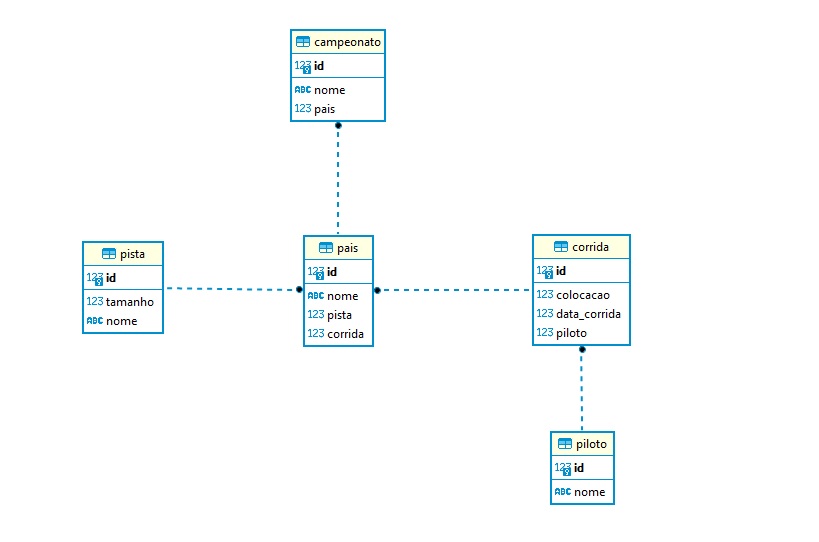 campeonato
123 id
ABC nome
123 pais
pista
123 id
123 tamanho
ABC nome
pais
123 id
ABC nome
123 pista
123 corrida
corrida
123 id
123 colocacao
123 data_corrida
123 piloto
piloto
123 id
ABC nome